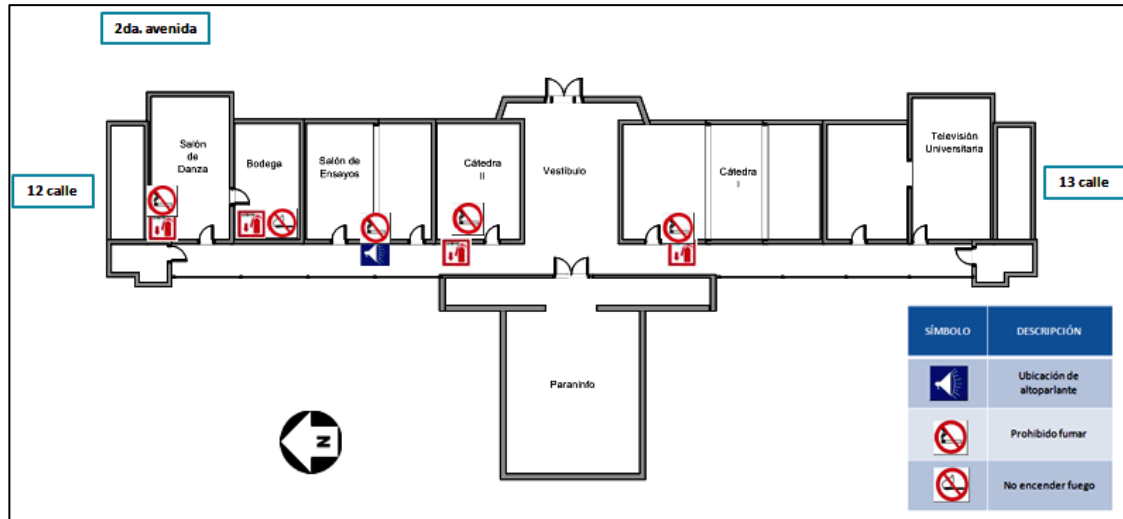 2da. avenida
12 calle
13 calle
Salón
de
Danza
Bodega
Salón de
Ensayos
Cátedra
II
Vestíbulo
Cátedra
I
Televisión
Universitaria
Paraninfo
N
SÍMBOLO
DESCRIPCIÓN
Ubicación de
altoparlante
Prohibido fumar
No encender fuego